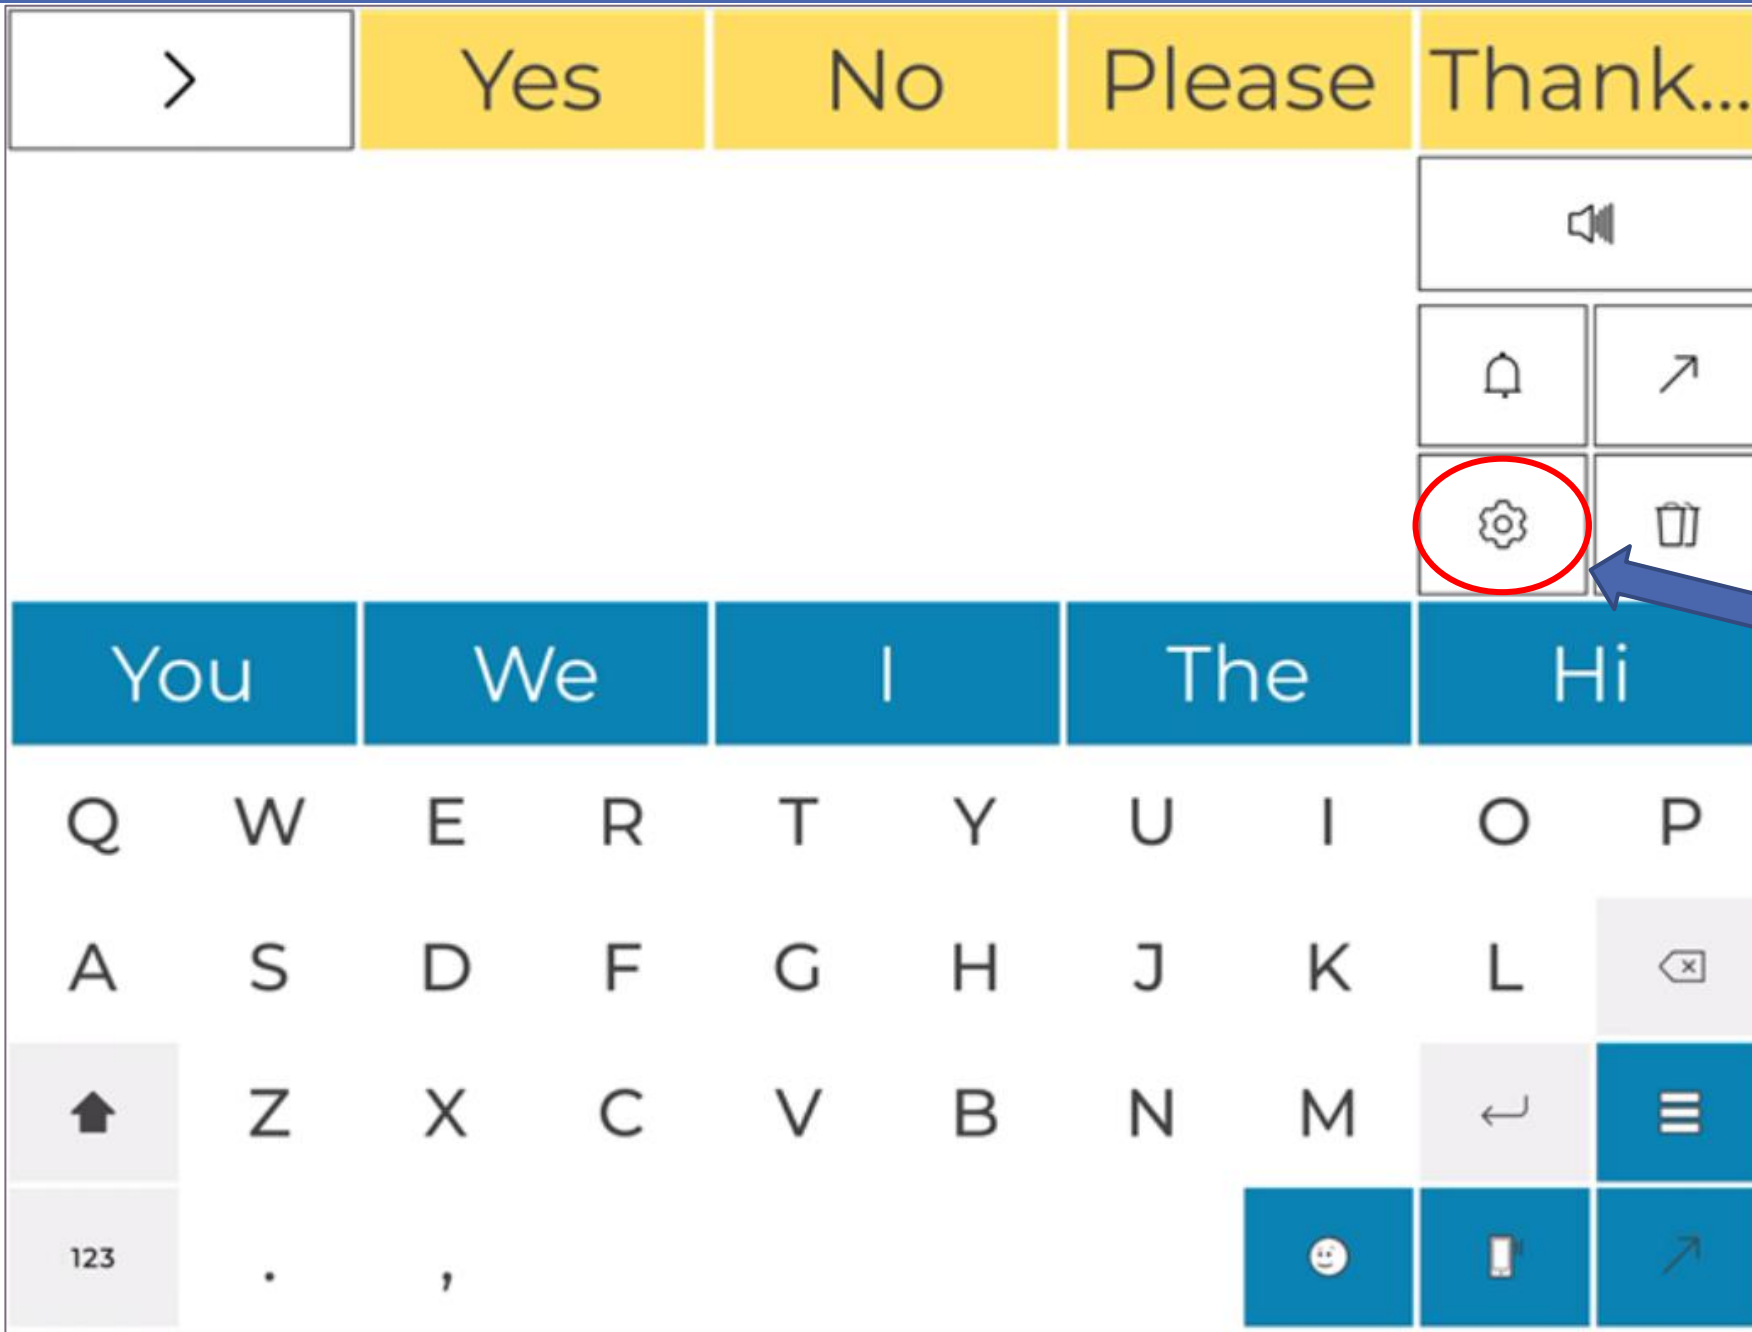 > Yes No Please Thank...
You We I The Hi
Q W E R T Y U I O P
A S D F G H J K L
Z X C V B N M
123 . ,